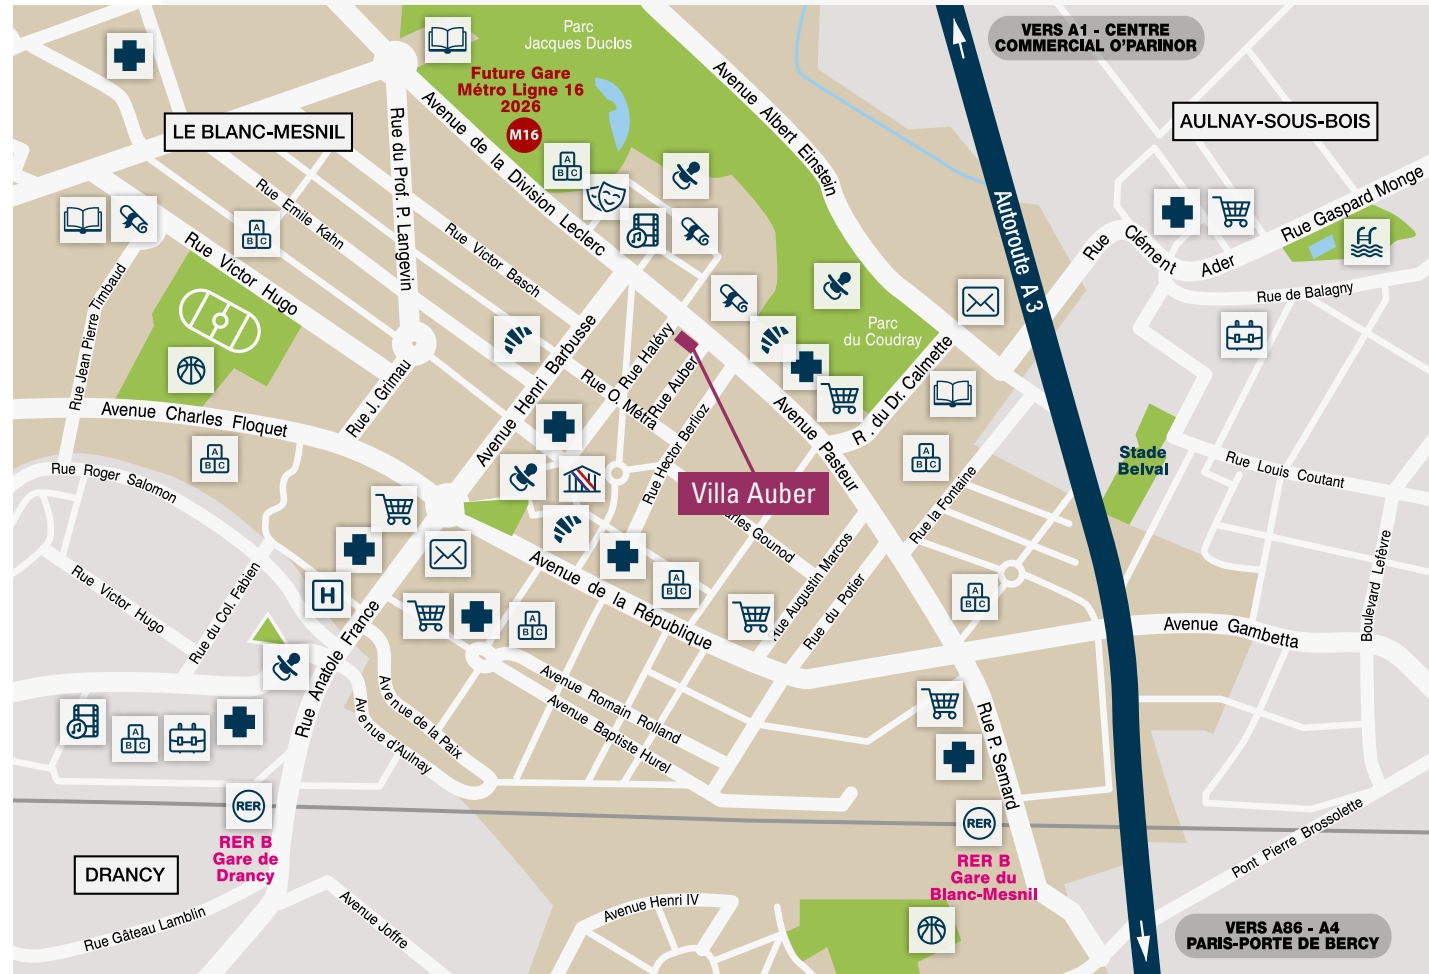 Parc
Jacques Duclos
VERS A1 - CENTRE
COMMERCIAL O'PARINOR
Future Gare
Métro Ligne 16
2026
M16
LE BLANC-MESNIL
AULNAY-SOUS-BOIS
Avenue Albert Einstein
Avenue de la Division Leclerc
Rue du Prof. P. Langevin
Autoroute A 3
Rue Gaspard Monge
Rue Clément Ader
Rue de Balagny
Rue Emile Kahn
Rue Victor Hugo
Rue Victor Basch
Rue Jean Pierre Timbaud
A
B C
A
B C
Parc
du Coudray
Avenue Henri Barbusse
Rue O. Métra
Rue Halévy
Rue Auber
Rue Hector Berlioz
Rue J. Grimau
R. du Dr. Calmette
Avenue Pasteur
Avenue Charles Floquet
A
B C
A
B C
Stade
Belval
Rue Louis Coutant
Rue Roger Salomon
Villa Auber
Rue la Fontaine
Gounod
Rue Augustin Marcos
Rue du Potier
Boulevard Lefèvre
Avenue de la République
Avenue Gambetta
Rue Victor Hugo
Rue du Col. Fabien
H
A
B C
A
B C
A
B C
Rue Anatole France
Avenue Romain Rolland
Avenue Baptiste Hurel
Avenue de la Paix
Avenue d'Aulnay
A
B C
Rue P. Semard
RER
RER B
Gare de
Drancy
RER
RER B
Gare du
Blanc-Mesnil
Pont Pierre Brossolette
DRANCY
Rue Gâteau Lamblin
Avenue Joffre
Avenue Henri IV
VERS A86 - A4
PARIS-PORTE DE BERCY